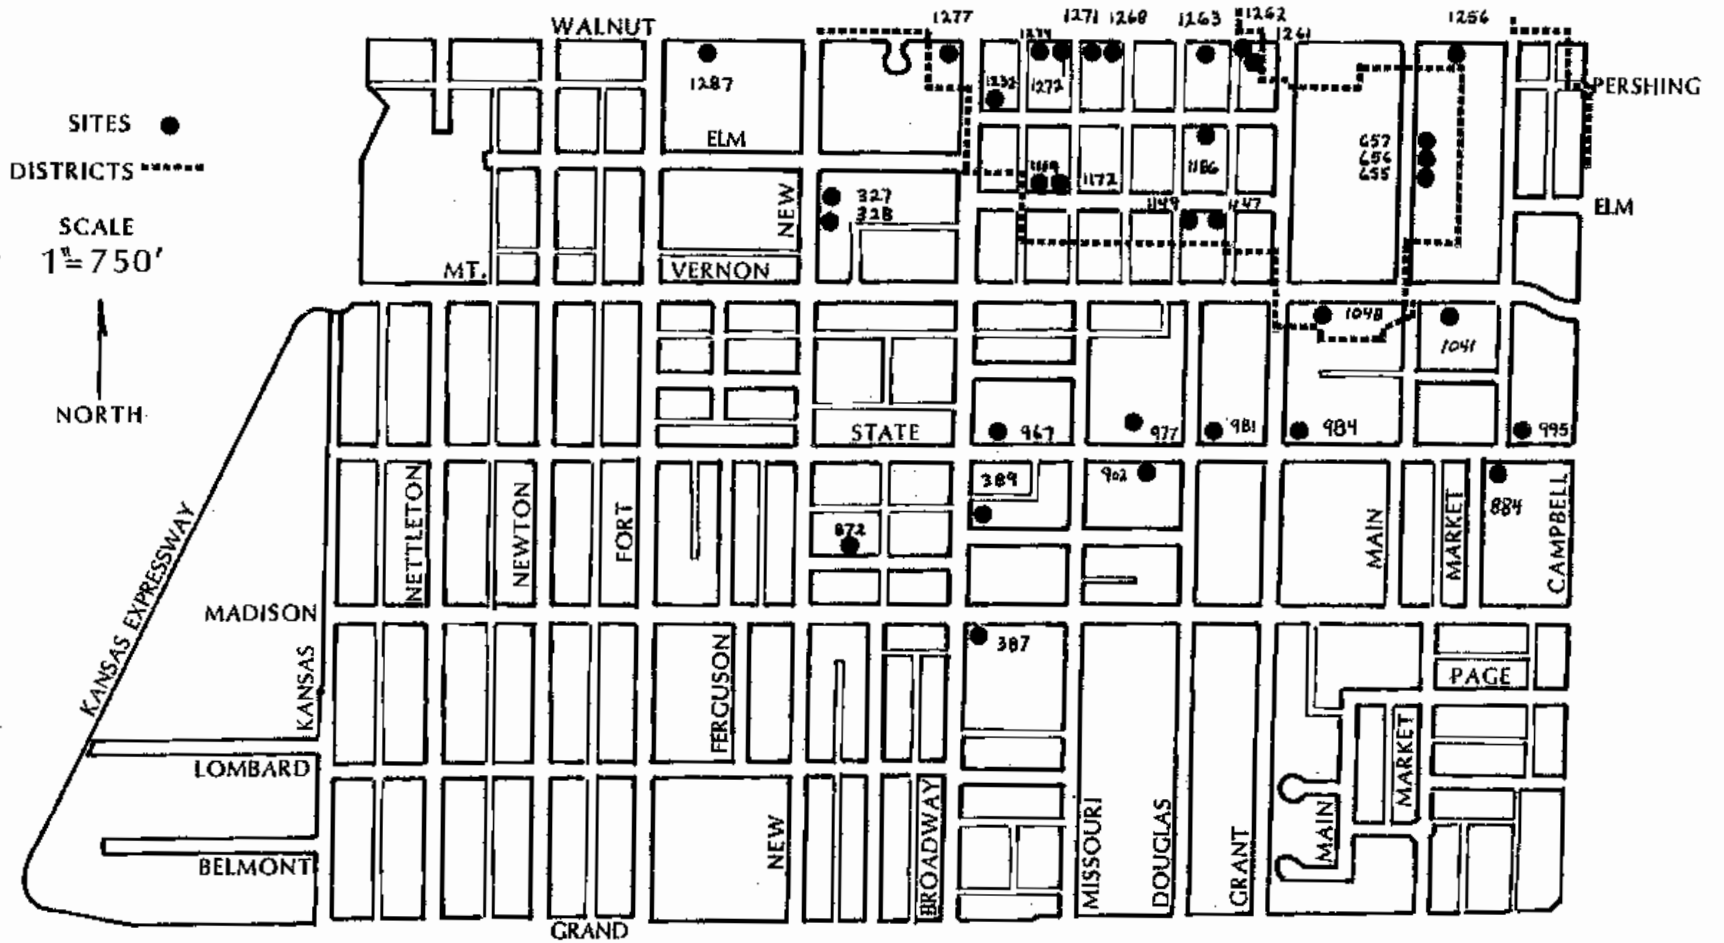 1277
1271 1268
1263
1262
1256
WALNUT
1274
1261
1287
1232
1272
PERSHING
SITES
ELM
657
656
655
DISTRICTS
1172
1186
327
328
NEW
1149
1147
ELM
SCALE
1"=750'
MT.
VERNON
1048
1041
NORTH
STATE
967
977
981
984
995
389
902
884
872
NETTLETON
NEWTON
FORT
MAIN
MARKET
CAMPBELL
KANSAS EXPRESSWAY
MADISON
387
KANSAS
FERGUSON
PAGE
MARKET
LOMBARD
NEW
BROADWAY
MISSOURI
DOUGLAS
GRANT
MAIN
BELMONT
GRAND